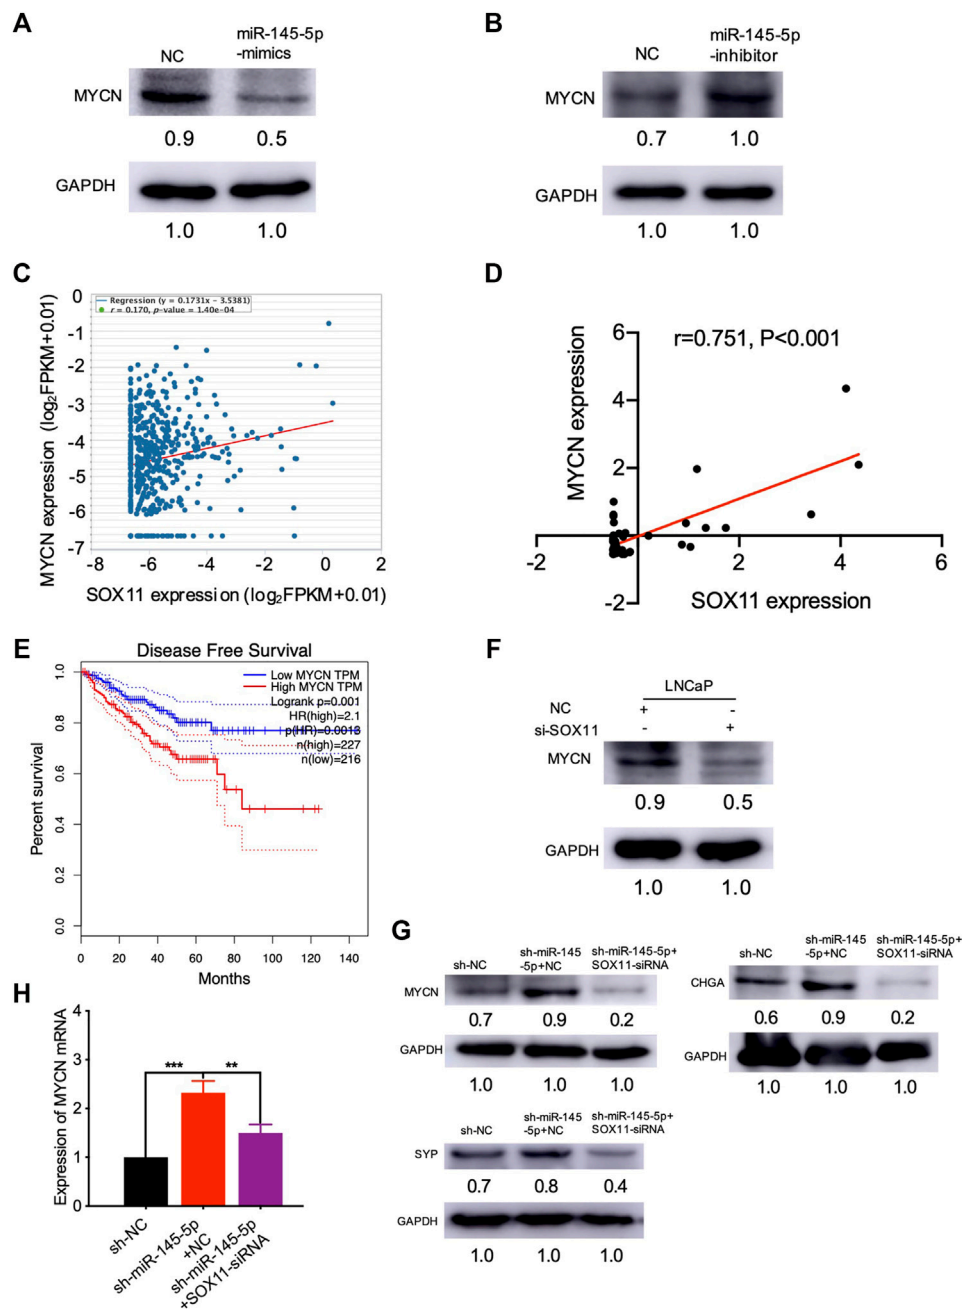 A
NC
miR-145-5p
-mimics
MYCN
0.9 0.5
GAPDH
1.0 1.0
B
NC
miR-145-5p
-inhibitor
MYCN
0.7 1.0
GAPDH
1.0 1.0
C
MYCN expression (log₂FPKM+0.01)
0
-1
-2
-3
-4
-5
-6
-7
Regression (y = 0.1731x − 3.5381)
r = 0.170, p-value = 1.40e-04
-8 -6 -4 -2 0 2
SOX11 expression (log₂FPKM+0.01)
D
MYCN expression
r=0.751, P<0.001
6
4
2
0
-2
-2 0 2 4 6
SOX11 expression
E
Disease Free Survival
Percent survival
1.0
0.8
0.6
0.4
0.2
0.0
Low MYCN TPM
High MYCN TPM
Logrank p=0.001
HR(high)=2.1
p(HR)=0.0012
n(high)=227
n(low)=216
0 20 40 60 80 100 120 140
Months
F
LNCaP
NC + -
si-SOX11 - +
MYCN
0.9 0.5
GAPDH
1.0 1.0
G
sh-NC
sh-miR-145
-5p+NC
sh-miR-145-5p+
SOX11-siRNA
MYCN
0.7 0.9 0.2
GAPDH
1.0 1.0 1.0
sh-NC
sh-miR-145
-5p+NC
sh-miR-145-5p+
SOX11-siRNA
CHGA
0.6 0.9 0.2
GAPDH
1.0 1.0 1.0
sh-NC
sh-miR-145
-5p+NC
sh-miR-145-5p+
SOX11-siRNA
SYP
0.7 0.8 0.4
GAPDH
1.0 1.0 1.0
H
Expression of MYCN mRNA
4
3
2
1
0
*** **
sh-NC
sh-miR-145-5p
+NC
sh-miR-145-5p
+SOX11-siRNA